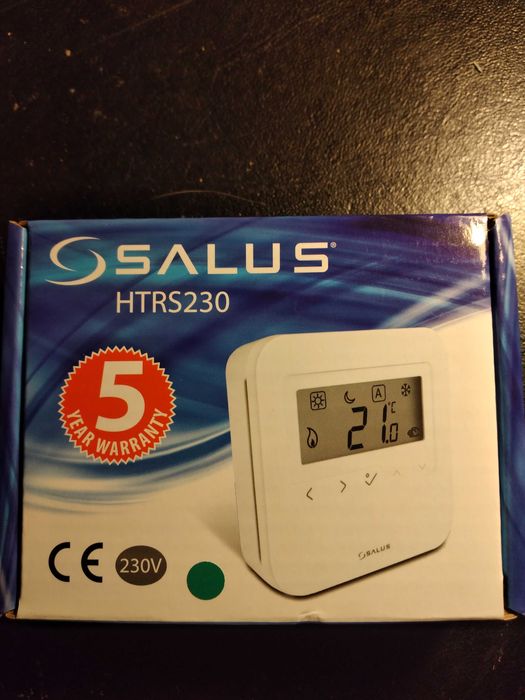 SALUS®
HTRS230
5
YEAR WARRANTY
A
21.0 °C
SALUS
CE
230V